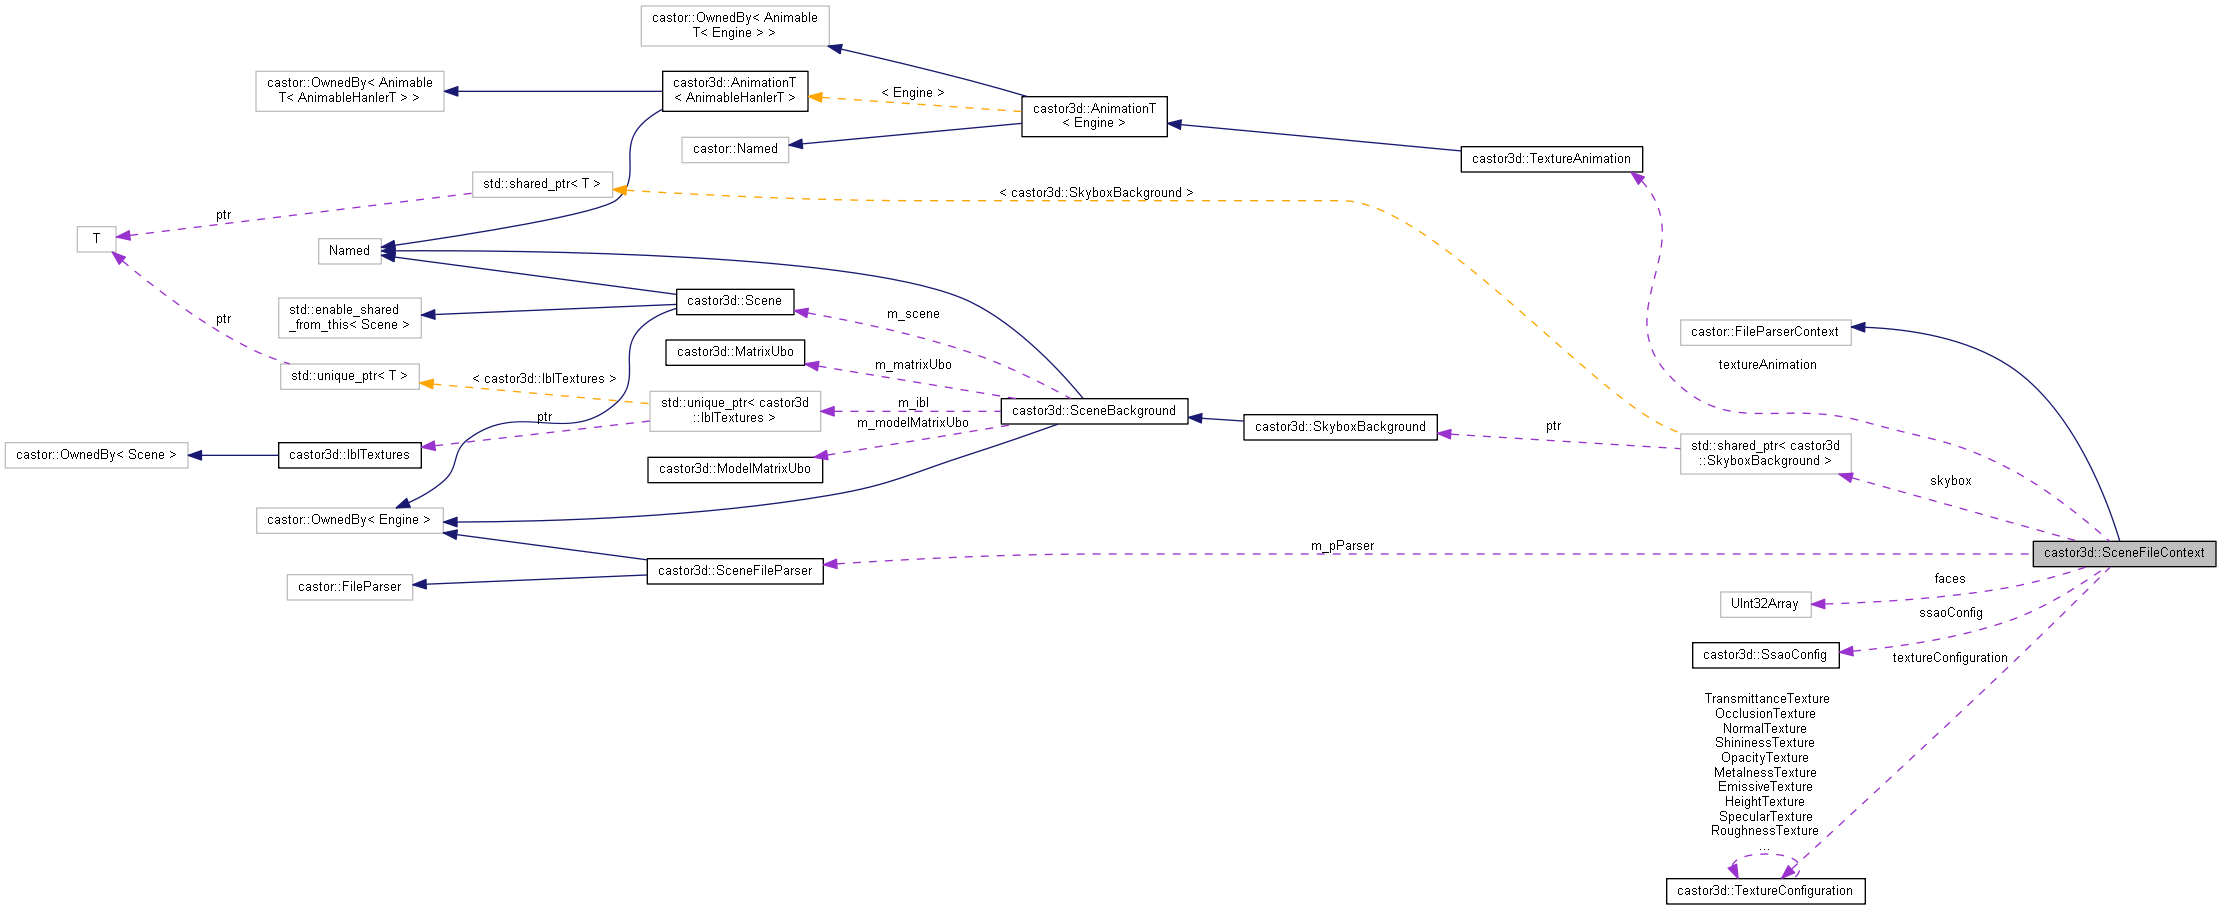 castor::OwnedBy< Animable
T< Engine > >
castor::OwnedBy< Animable
T< AnimableHanlerT > >
castor3d::AnimationT
< AnimableHanlerT >
< Engine >
castor3d::AnimationT
< Engine >
castor::Named
castor3d::TextureAnimation
std::shared_ptr< T >
< castor3d::SkyboxBackground >
ptr
T
Named
std::enable_shared
_from_this< Scene >
castor3d::Scene
m_scene
ptr
castor::FileParserContext
castor3d::MatrixUbo
m_matrixUbo
textureAnimation
std::unique_ptr< T >
< castor3d::IblTextures >
std::unique_ptr< castor3d
::IblTextures >
m_ibl
castor3d::SceneBackground
ptr
m_modelMatrixUbo
castor3d::SkyboxBackground
ptr
std::shared_ptr< castor3d
::SkyboxBackground >
castor::OwnedBy< Scene >
castor3d::IblTextures
castor3d::ModelMatrixUbo
skybox
castor::OwnedBy< Engine >
m_pParser
castor3d::SceneFileContext
castor3d::SceneFileParser
castor::FileParser
faces
UInt32Array
ssaoConfig
castor3d::SsaoConfig
textureConfiguration
TransmittanceTexture
OcclusionTexture
NormalTexture
ShininessTexture
OpacityTexture
MetalnessTexture
EmissiveTexture
HeightTexture
SpecularTexture
RoughnessTexture
...
castor3d::TextureConfiguration